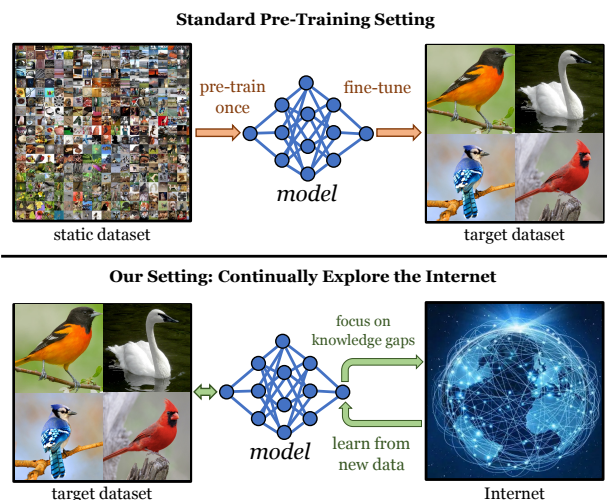 Standard Pre-Training Setting
pre-train
once
fine-tune
model
static dataset
target dataset
Our Setting: Continually Explore the Internet
focus on
knowledge gaps
model
learn from
new data
target dataset
Internet